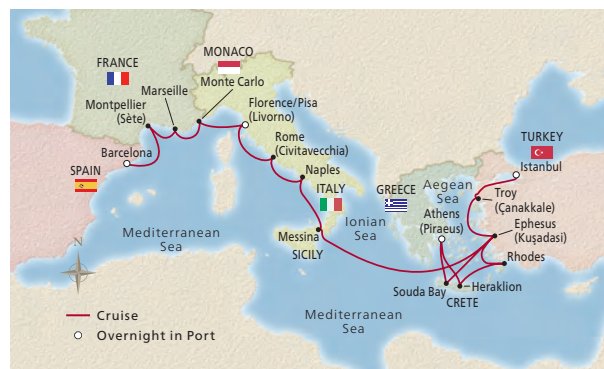 MONACO
FRANCE
Monte Carlo
Marseille
Montpellier
(Sète)
Florence/Pisa
(Livorno)
Rome
(Civitavecchia)
Barcelona
SPAIN
Naples
ITALY
GREECE
Aegean
Sea
TURKEY
Istanbul
Troy
(Çanakkale)
Athens
(Piraeus)
Ephesus
(Kuşadasi)
Ionian
Sea
Mediterranean
Sea
Messina
SICILY
Rhodes
N
Souda Bay
Heraklion
CRETE
Mediterranean
Sea
Cruise
Overnight in Port